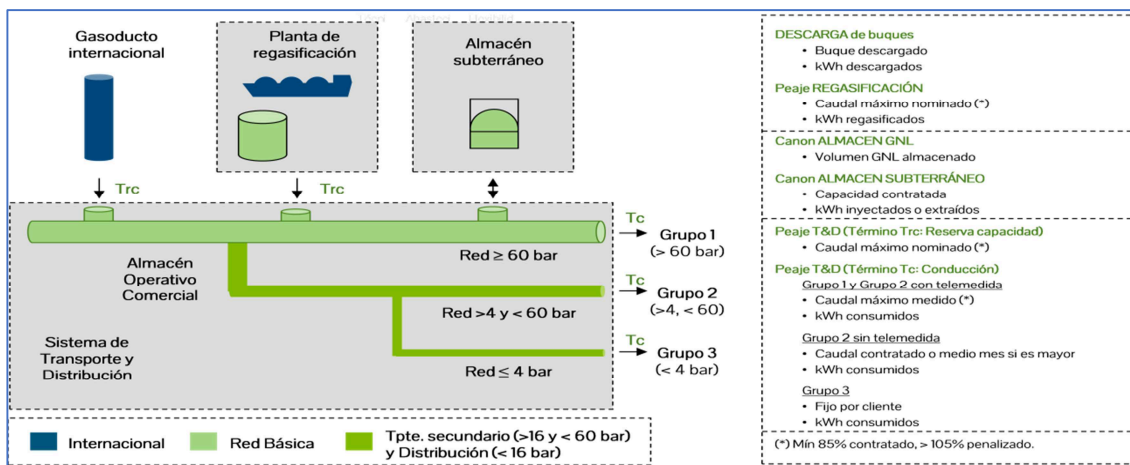 Gasoducto
internacional
Planta de
regasificación
Almacén
subterráneo
Trc
Trc
Tc
Red ≥ 60 bar
Grupo 1
(> 60 bar)
Almacén
Operativo
Comercial
Tc
Red >4 y < 60 bar
Grupo 2
(>4, < 60)
Sistema de
Transporte y
Distribución
Tc
Red ≤ 4 bar
Grupo 3
(< 4 bar)
Internacional
Red Básica
Tpte. secundario (>16 y < 60 bar)
y Distribución (< 16 bar)
DESCARGA de buques
• Buque descargado
• kWh descargados
Peaje REGASIFICACIÓN
• Caudal máximo nominado (*)
• kWh regasificados
Canon ALMACEN GNL
• Volumen GNL almacenado
Canon ALMACEN SUBTERRÁNEO
• Capacidad contratada
• kWh inyectados o extraídos
Peaje T&D (Término Trc: Reserva capacidad)
• Caudal máximo nominado (*)
Peaje T&D (Término Tc: Conducción)
Grupo 1 y Grupo 2 con telemedida
• Caudal máximo medido (*)
• kWh consumidos
Grupo 2 sin telemedida
• Caudal contratado o medio mes si es mayor
• kWh consumidos
Grupo 3
• Fijo por cliente
• kWh consumidos
(*) Mín 85% contratado, > 105% penalizado.